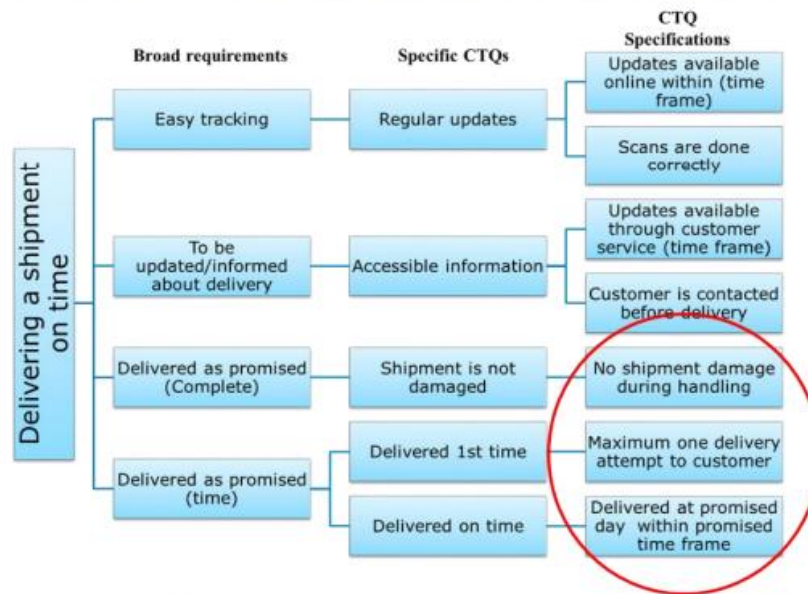 CTQ
Specifications
Broad requirements
Specific CTQs
Delivering a shipment
on time
Easy tracking
Regular updates
Updates available
online within (time
frame)
Scans are done
correctly
To be
updated/informed
about delivery
Accessible information
Updates available
through customer
service (time frame)
Customer is contacted
before delivery
Delivered as promised
(Complete)
Shipment is not
damaged
No shipment damage
during handling
Delivered as promised
(time)
Delivered 1st time
Maximum one delivery
attempt to customer
Delivered on time
Delivered at promised
day within promised
time frame